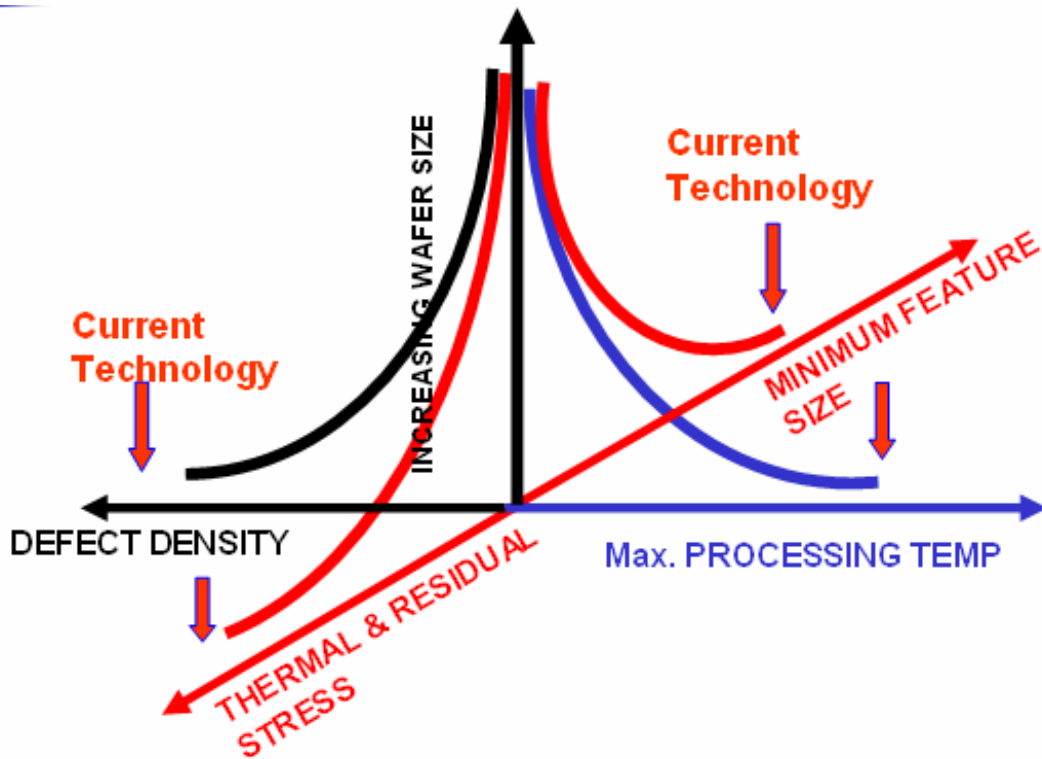 INCREASING WAFER SIZE
Current
Technology
Current
Technology
MINIMUM FEATURE
SIZE
DEFECT DENSITY
Max. PROCESSING TEMP
THERMAL & RESIDUAL
STRESS